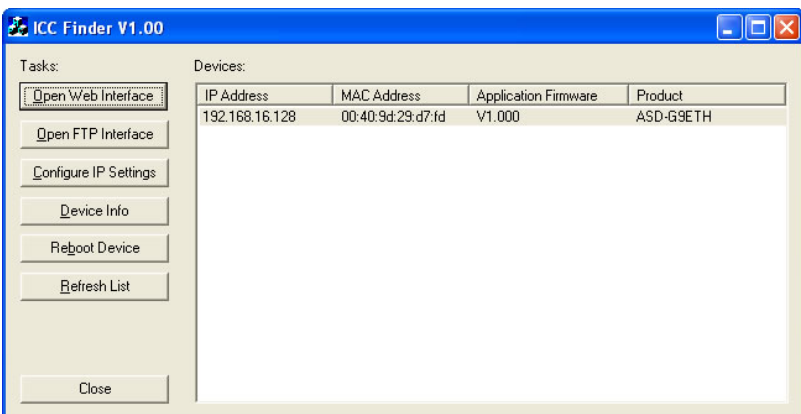 ICC Finder V1.00
Tasks:
Devices:
Open Web Interface
Open FTP Interface
Configure IP Settings
Device Info
Reboot Device
Refresh List
Close
IP Address MAC Address Application Firmware Product
192.168.16.128 00:40:9d:29:d7:fd V1.000 ASD-G9ETH